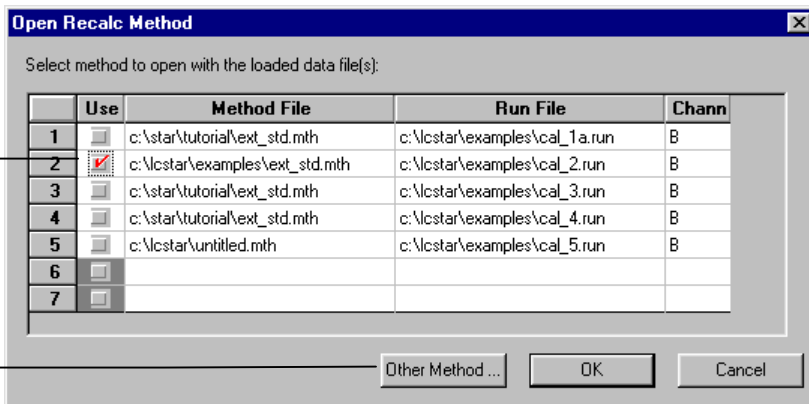 Open Recalc Method
Select method to open with the loaded data file(s):
Use Method File Run File Chann
1 c:\star\tutorial\ext_std.mth c:\lcstar\examples\cal_1a.run B
2 c:\lcstar\examples\ext_std.mth c:\lcstar\examples\cal_2.run B
3 c:\star\tutorial\ext_std.mth c:\lcstar\examples\cal_3.run B
4 c:\star\tutorial\ext_std.mth c:\lcstar\examples\cal_4.run B
5 c:\lcstar\untitled.mth c:\lcstar\examples\cal_5.run B
6
7
Other Method ... OK Cancel